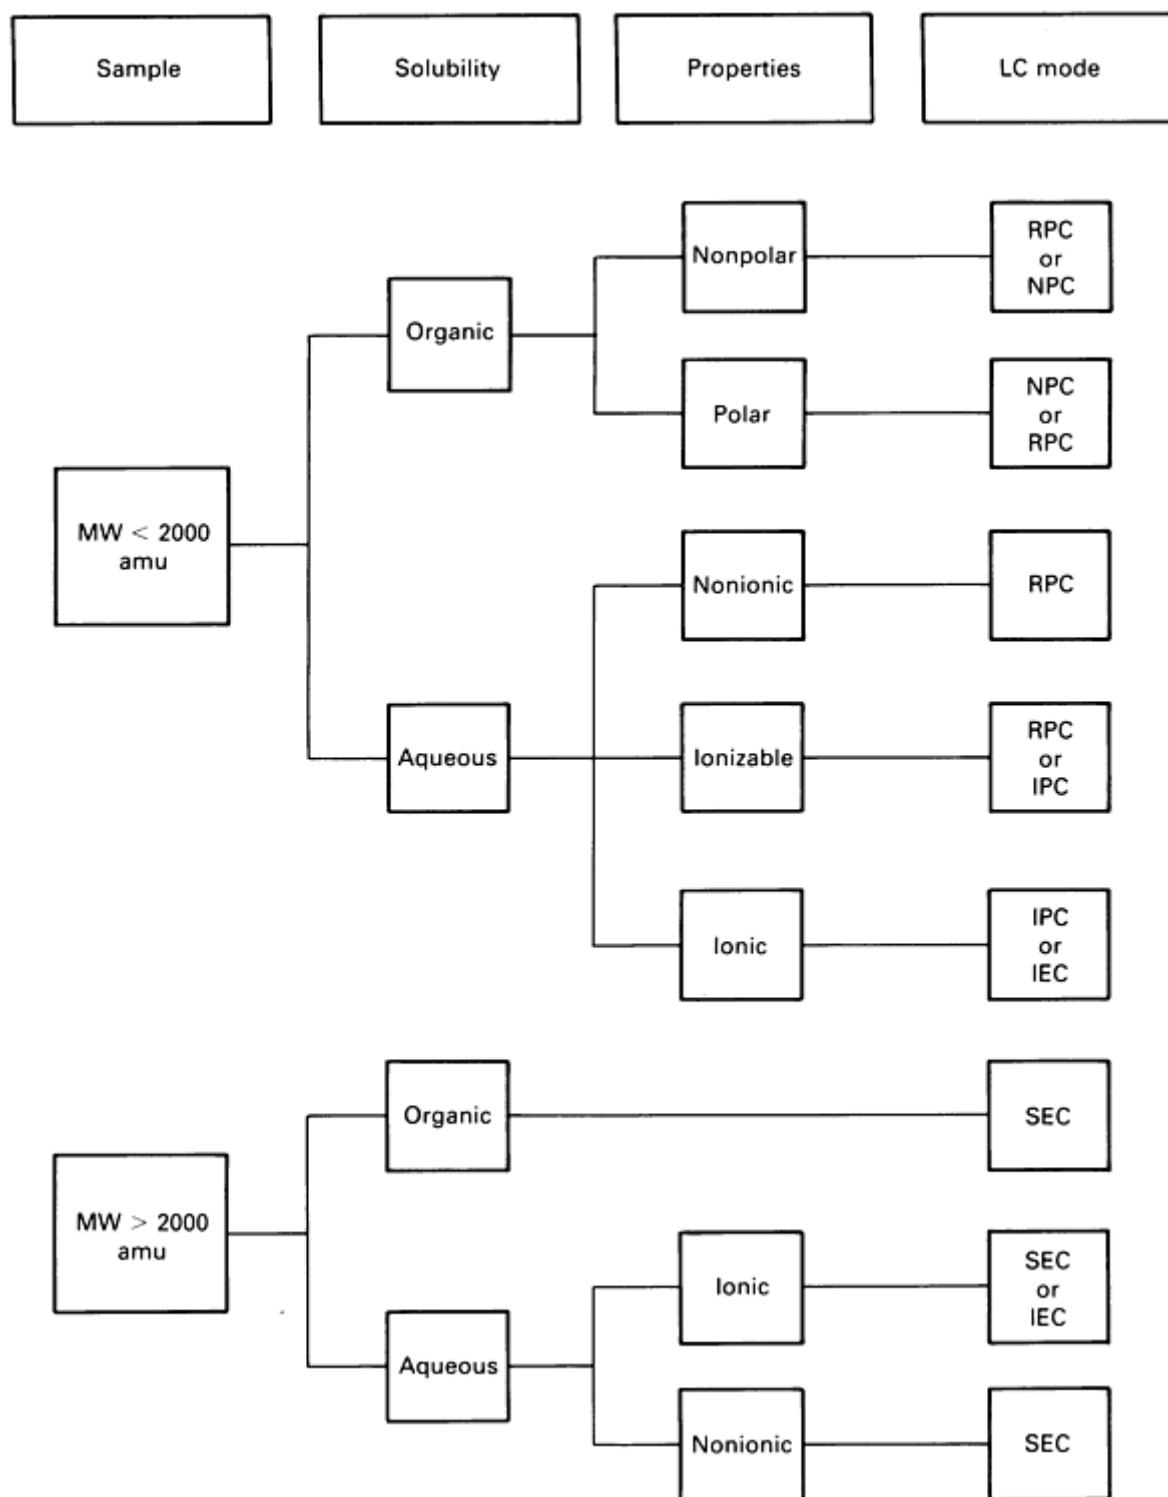 Sample
Solubility
Properties
LC mode
MW < 2000
amu
Organic
Nonpolar
RPC
or
NPC
Polar
NPC
or
RPC
Aqueous
Nonionic
RPC
Ionizable
RPC
or
IPC
Ionic
IPC
or
IEC
MW > 2000
amu
Organic
SEC
Aqueous
Ionic
SEC
or
IEC
Nonionic
SEC